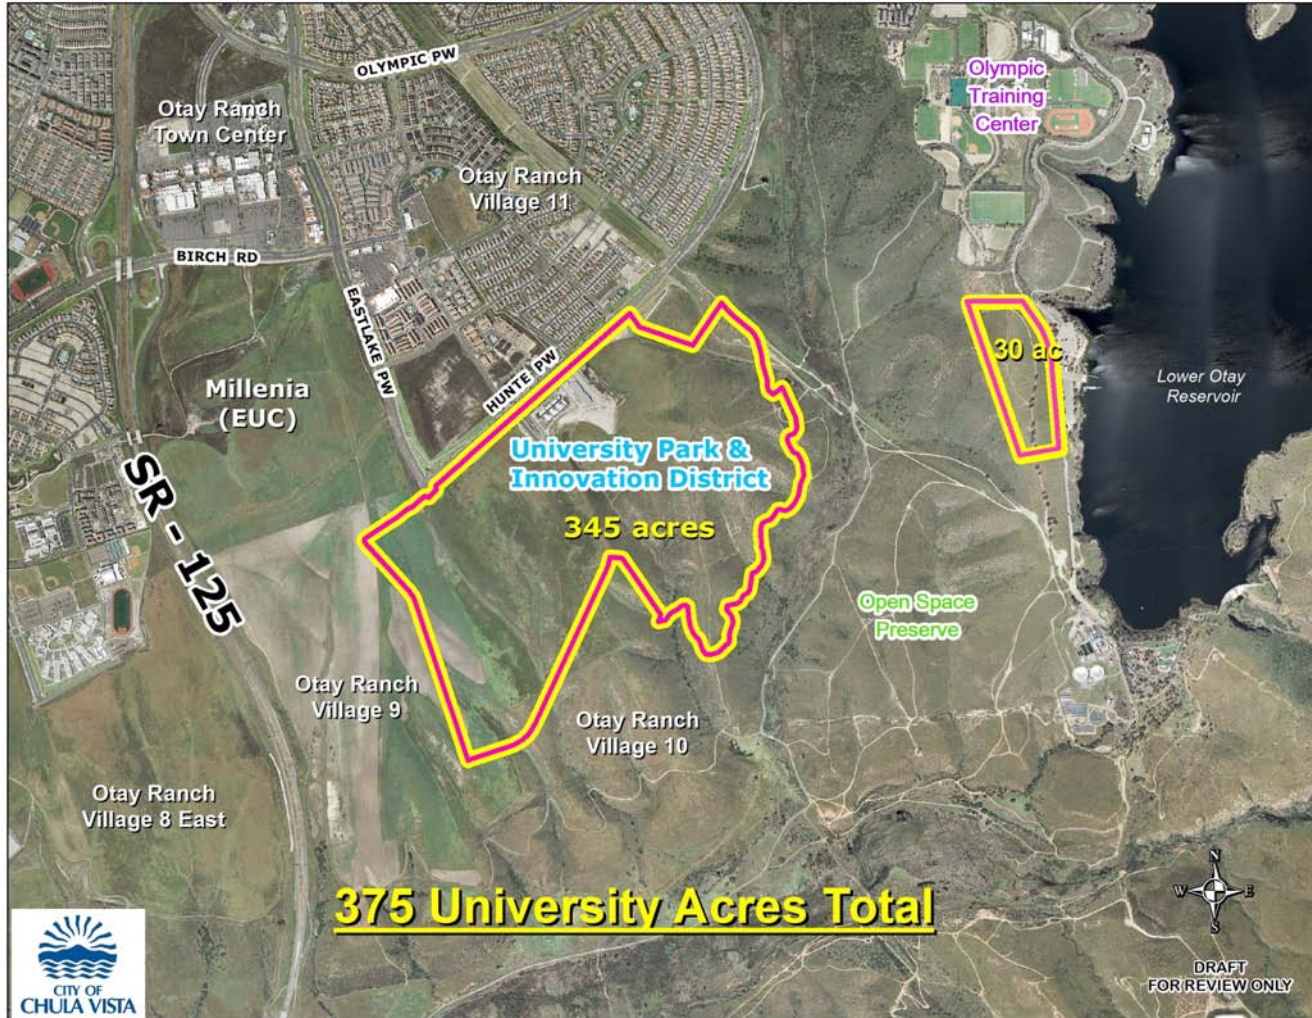 OLYMPIC PW
Otay Ranch
Town Center
Olympic
Training
Center
Otay Ranch
Village 11
BIRCH RD
EASTLAKE PW
HUNTE PW
30 ac
Lower Otay
Reservoir
Millenia
(EUC)
SR - 125
University Park &
Innovation District
345 acres
Open Space
Preserve
Otay Ranch
Village 9
Otay Ranch
Village 10
Otay Ranch
Village 8 East
375 University Acres Total
N
W
E
S
DRAFT
FOR REVIEW ONLY
CITY OF
CHULA VISTA